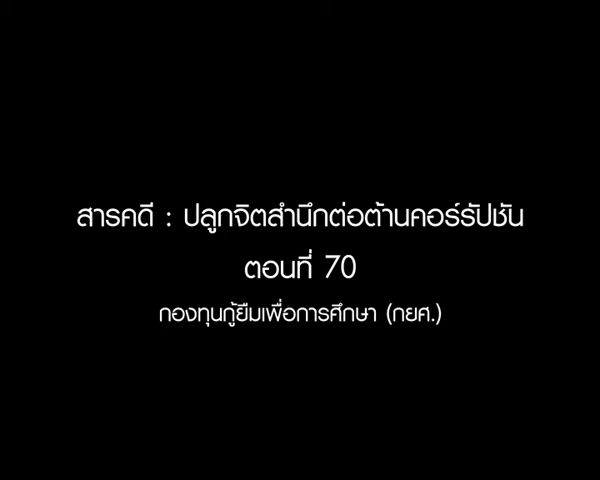 สารคดี : ปลูกจิตสำนึกต่อต้านคอร์รัปชัน
ตอนที่ 70
กองทุนกู้ยืมเพื่อการศึกษา (กยศ.)